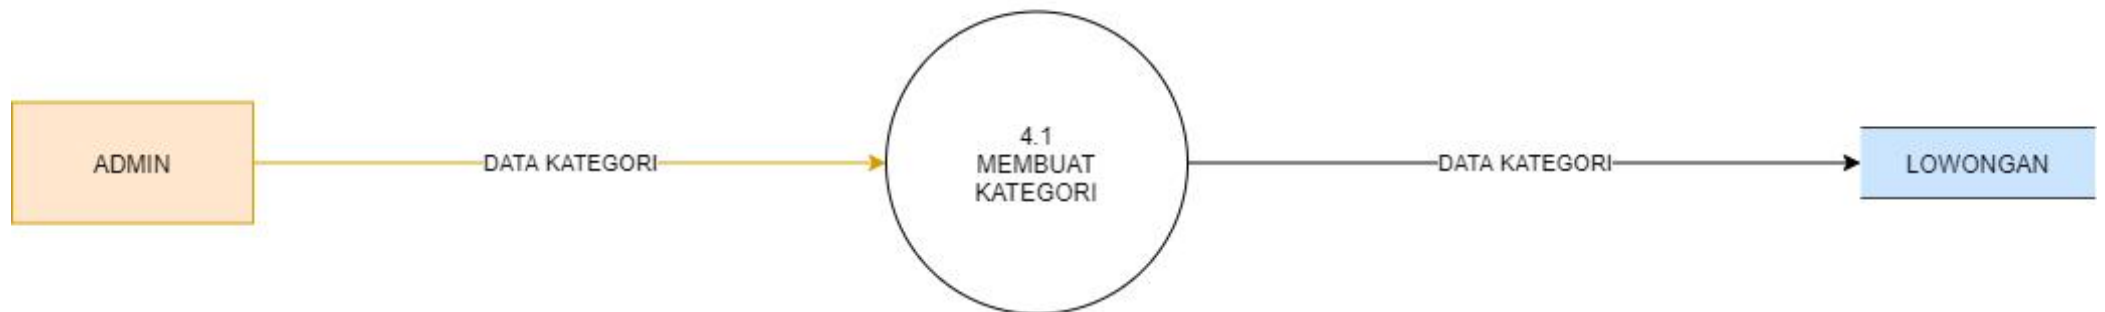 ADMIN
DATA KATEGORI
4.1
MEMBUAT
KATEGORI
DATA KATEGORI
LOWONGAN